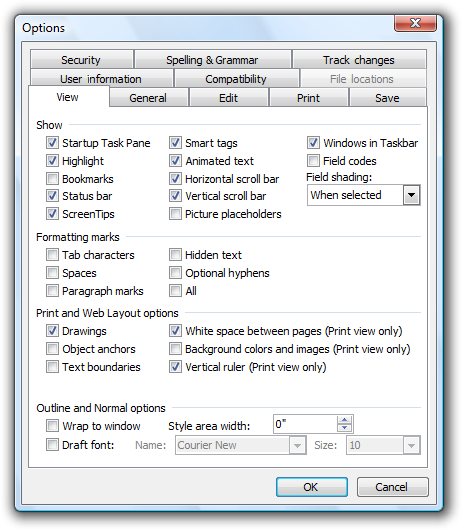 Options
Security Spelling & Grammar Track changes
User information Compatibility File locations
View General Edit Print Save
Show
Startup Task Pane Smart tags Windows in Taskbar
Highlight Animated text Field codes
Bookmarks Horizontal scroll bar Field shading:
Status bar Vertical scroll bar When selected
ScreenTips Picture placeholders
Formatting marks
Tab characters Hidden text
Spaces Optional hyphens
Paragraph marks All
Print and Web Layout options
Drawings White space between pages (Print view only)
Object anchors Background colors and images (Print view only)
Text boundaries Vertical ruler (Print view only)
Outline and Normal options
Wrap to window Style area width: 0"
Draft font: Name: Courier New Size: 10
OK Cancel